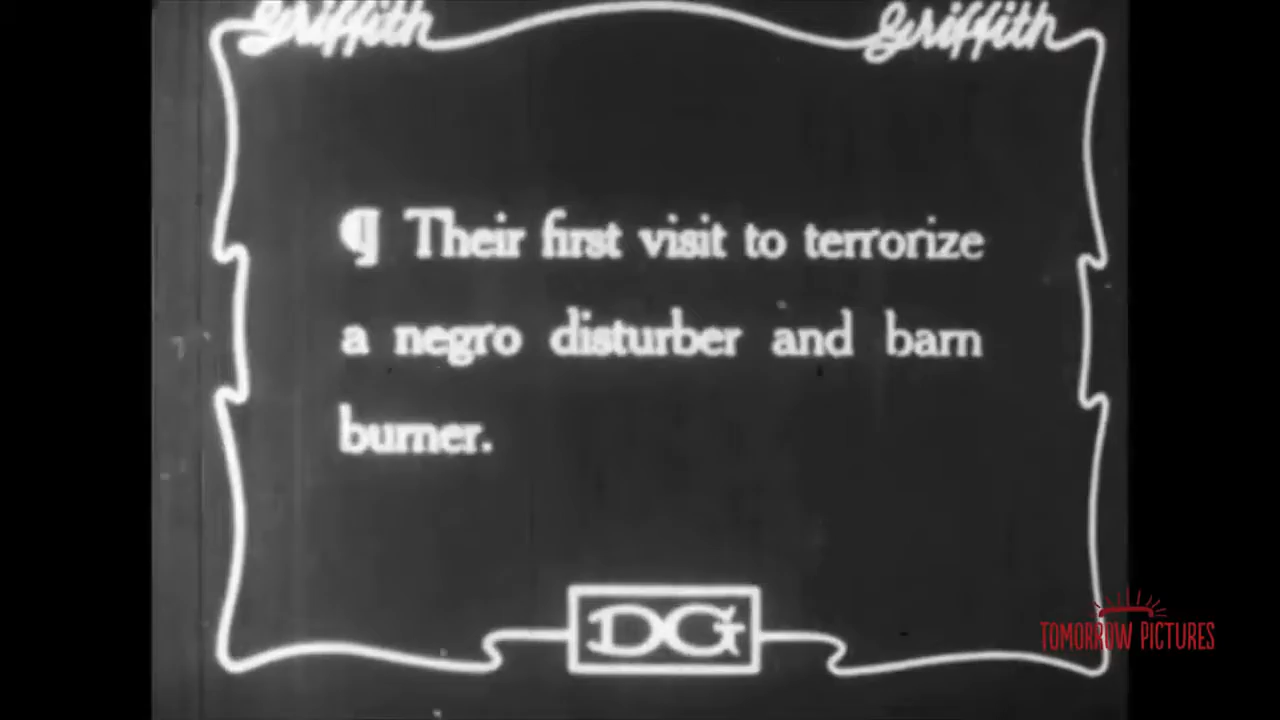 Griffith Griffith
¶ Their first visit to terrorize
a negro disturber and barn
burner.
DG
TOMORROW PICTURES